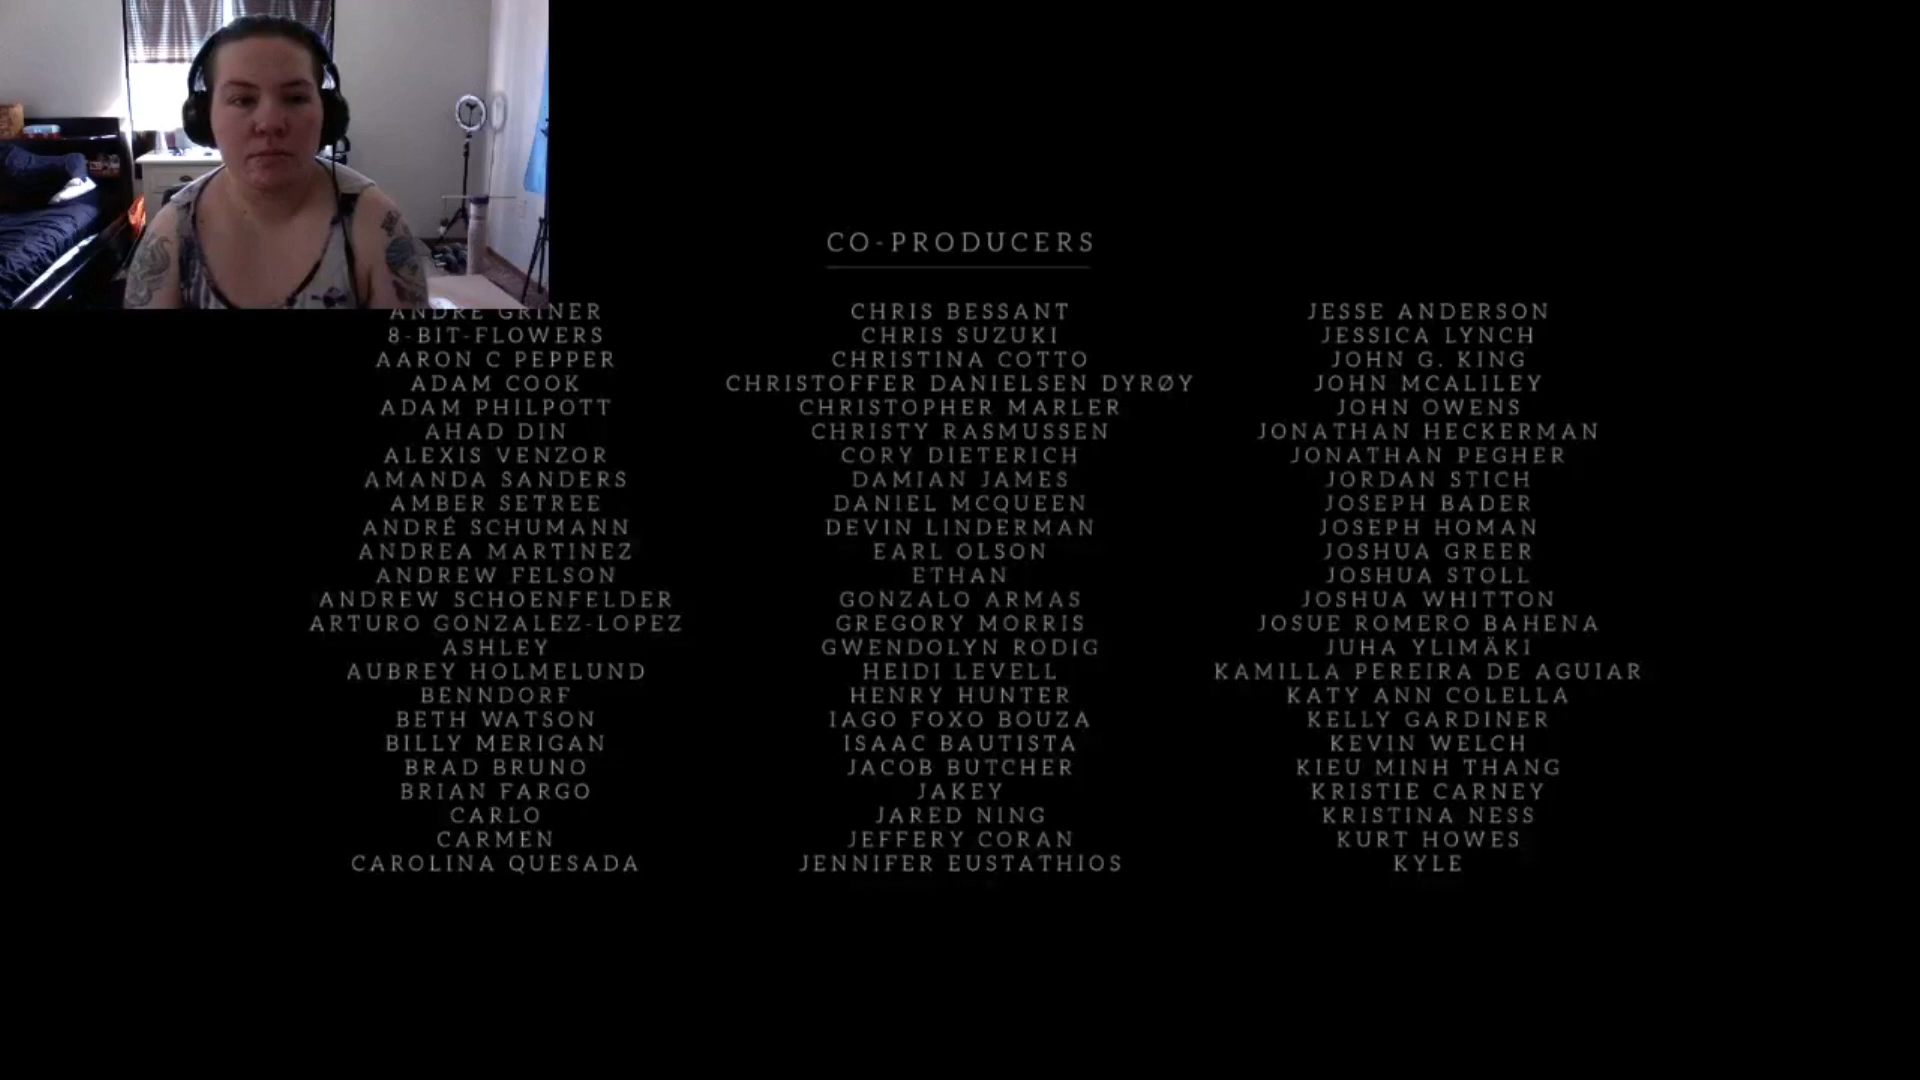 CO-PRODUCERS
ANDRE GRINER
8-BIT-FLOWERS
AARON C PEPPER
ADAM COOK
ADAM PHILPOTT
AHAD DIN
ALEXIS VENZOR
AMANDA SANDERS
AMBER SETREE
ANDRÉ SCHUMANN
ANDREA MARTINEZ
ANDREW FELSON
ANDREW SCHOENFELDER
ARTURO GONZALEZ-LOPEZ
ASHLEY
AUBREY HOLMELUND
BENNDORF
BETH WATSON
BILLY MERIGAN
BRAD BRUNO
BRIAN FARGO
CARLO
CARMEN
CAROLINA QUESADA
CHRIS BESSANT
CHRIS SUZUKI
CHRISTINA COTTO
CHRISTOFFER DANIELSEN DYRØY
CHRISTOPHER MARLER
CHRISTY RASMUSSEN
CORY DIETERICH
DAMIAN JAMES
DANIEL MCQUEEN
DEVIN LINDERMAN
EARL OLSON
ETHAN
GONZALO ARMAS
GREGORY MORRIS
GWENDOLYN RODIG
HEIDI LEVELL
HENRY HUNTER
IAGO FOXO BOUZA
ISAAC BAUTISTA
JACOB BUTCHER
JAKEY
JARED NING
JEFFERY CORAN
JENNIFER EUSTATHIOS
JESSE ANDERSON
JESSICA LYNCH
JOHN G. KING
JOHN MCALILEY
JOHN OWENS
JONATHAN HECKERMAN
JONATHAN PEGHER
JORDAN STICH
JOSEPH BADER
JOSEPH HOMAN
JOSHUA GREER
JOSHUA STOLL
JOSHUA WHITTON
JOSUE ROMERO BAHENA
JUHA YLIMÄKI
KAMILLA PEREIRA DE AGUIAR
KATY ANN COLELLA
KELLY GARDINER
KEVIN WELCH
KIEU MINH THANG
KRISTIE CARNEY
KRISTINA NESS
KURT HOWES
KYLE